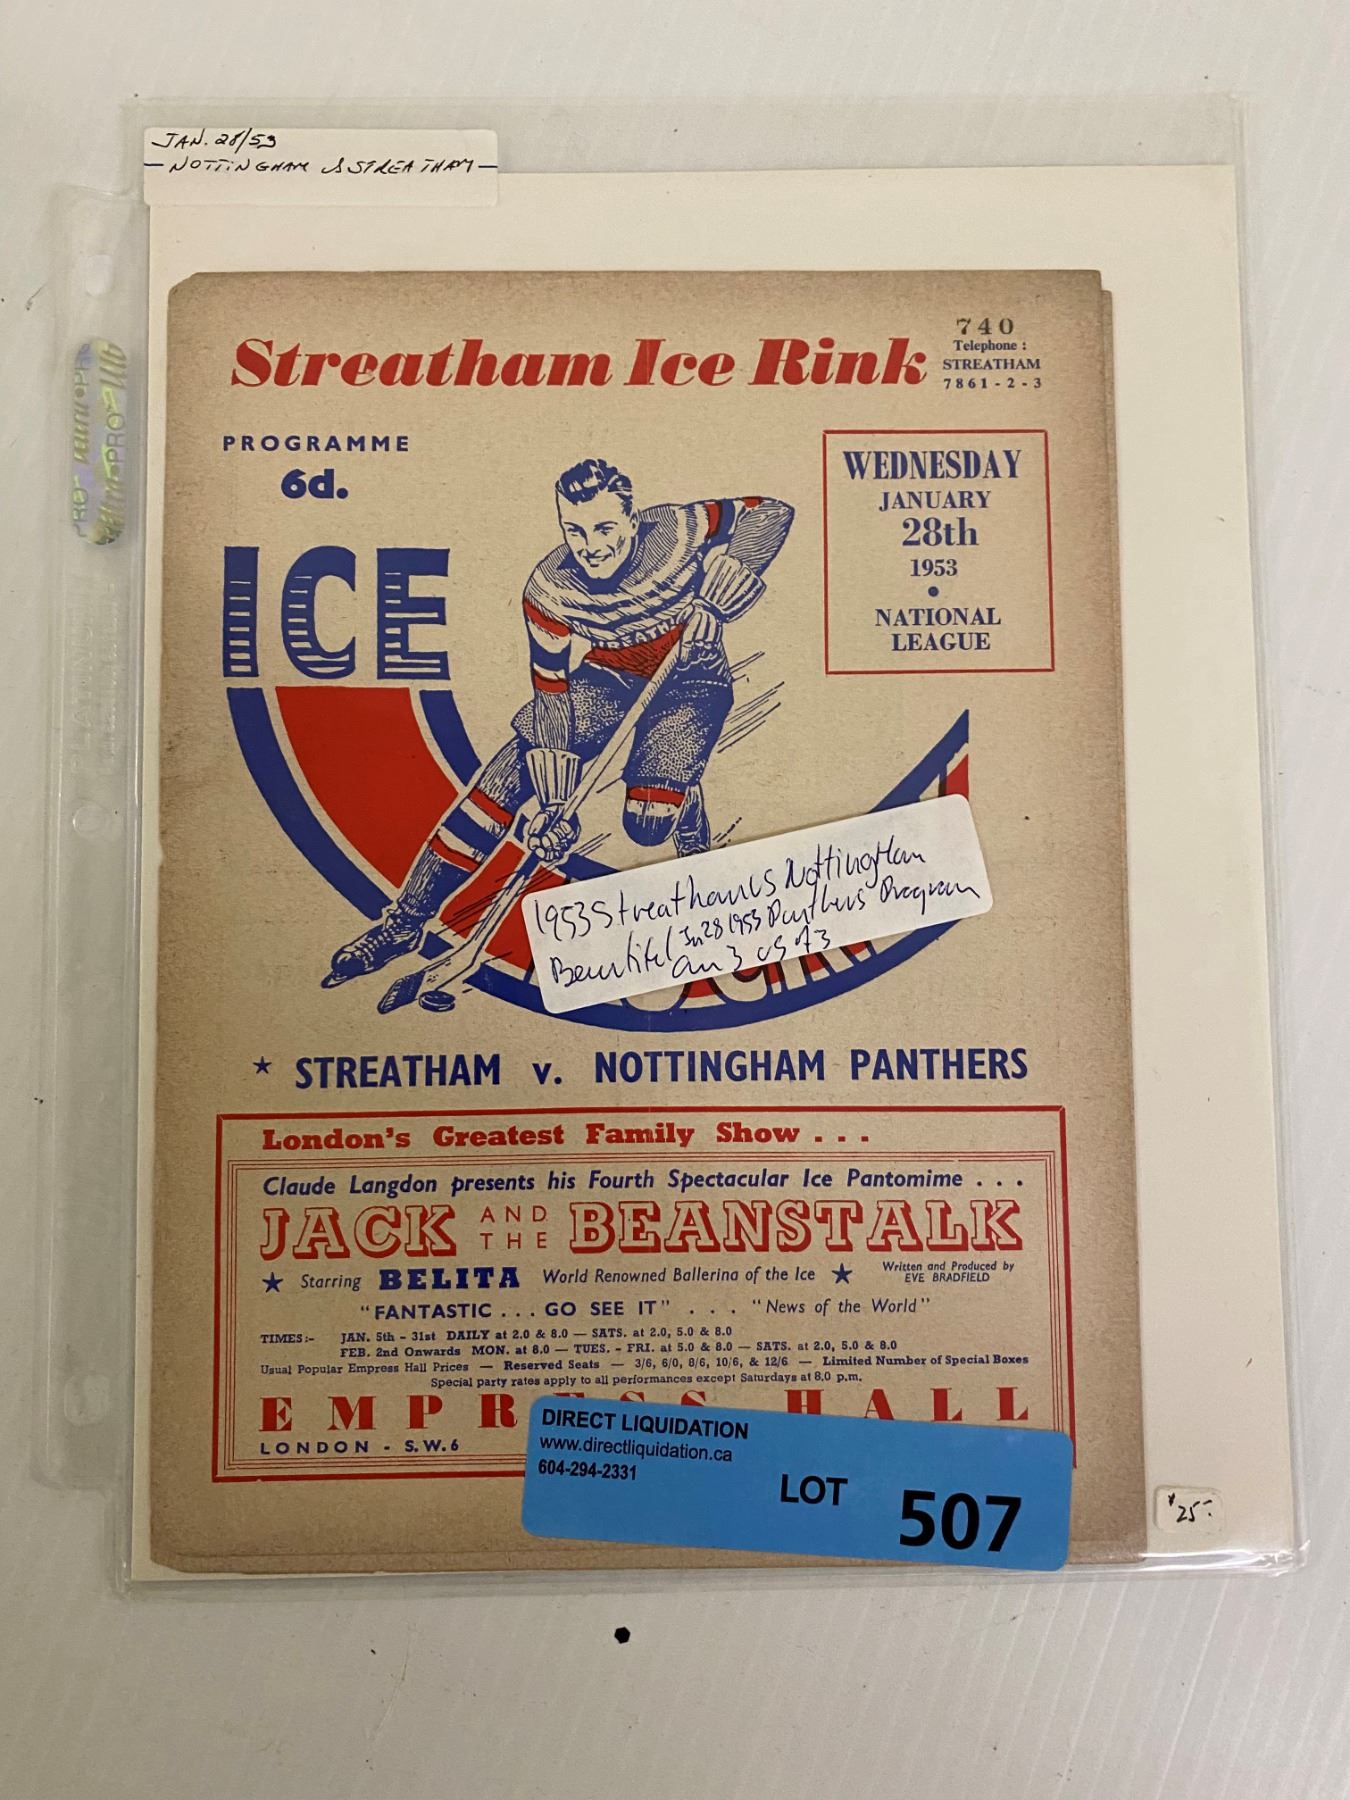 JAN. 28/53
— NOTTINGHAM VS STREATHAM —
Streatham Ice Rink
740
Telephone :
STREATHAM
7861-2-3
PROGRAMME
6d.
WEDNESDAY
JANUARY
28th
1953
•
NATIONAL
LEAGUE
ICE
1953 Streatham vs Nottingham
Beautiful Jn 28 1953 Panthers Program
3 of 3
★ STREATHAM v. NOTTINGHAM PANTHERS
London's Greatest Family Show . . .
Claude Langdon presents his Fourth Spectacular Ice Pantomime . . .
JACK AND THE BEANSTALK
★ Starring BELITA World Renowned Ballerina of the Ice ★ Written and Produced by
EVE BRADFIELD
"FANTASTIC . . . GO SEE IT" . . . "News of the World"
TIMES:- JAN. 5th - 31st DAILY at 2.0 & 8.0 — SATS. at 2.0, 5.0 & 8.0
FEB. 2nd Onwards MON. at 8.0 — TUES. - FRI. at 5.0 & 8.0 — SATS. at 2.0, 5.0 & 8.0
Usual Popular Empress Hall Prices — Reserved Seats — 3/6, 6/0, 8/6, 10/6, & 12/6 — Limited Number of Special Boxes
Special party rates apply to all performances except Saturdays at 8.0 p.m.
EMPRESS HALL
LONDON - S.W.6
DIRECT LIQUIDATION
www.directliquidation.ca
604-294-2331
LOT 507
$25-